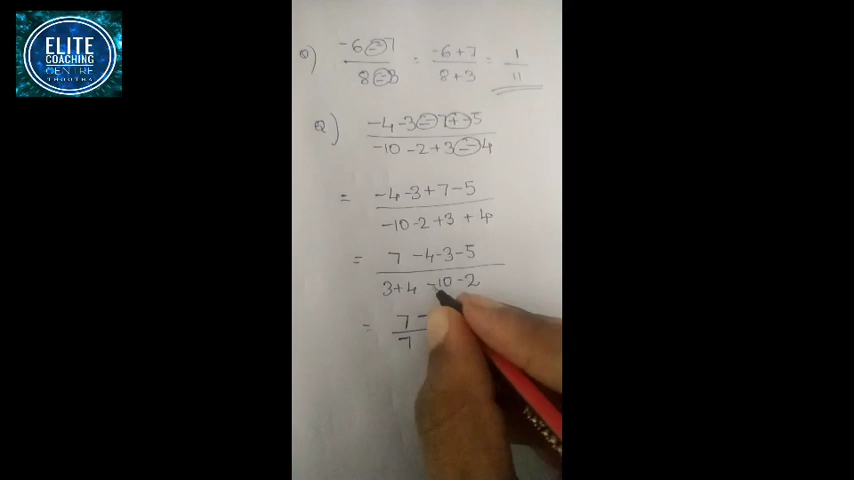 ELITE
COACHING
CENTRE
Q) -6--7 / 8--3 = -6+7 / 8+3 = 1 / 11
Q) -4-3--7+-5 / -10-2+3--4
= -4-3+7-5 / -10-2+3+4
= 7-4-3-5 / 3+4-10-2
= 7- / 7